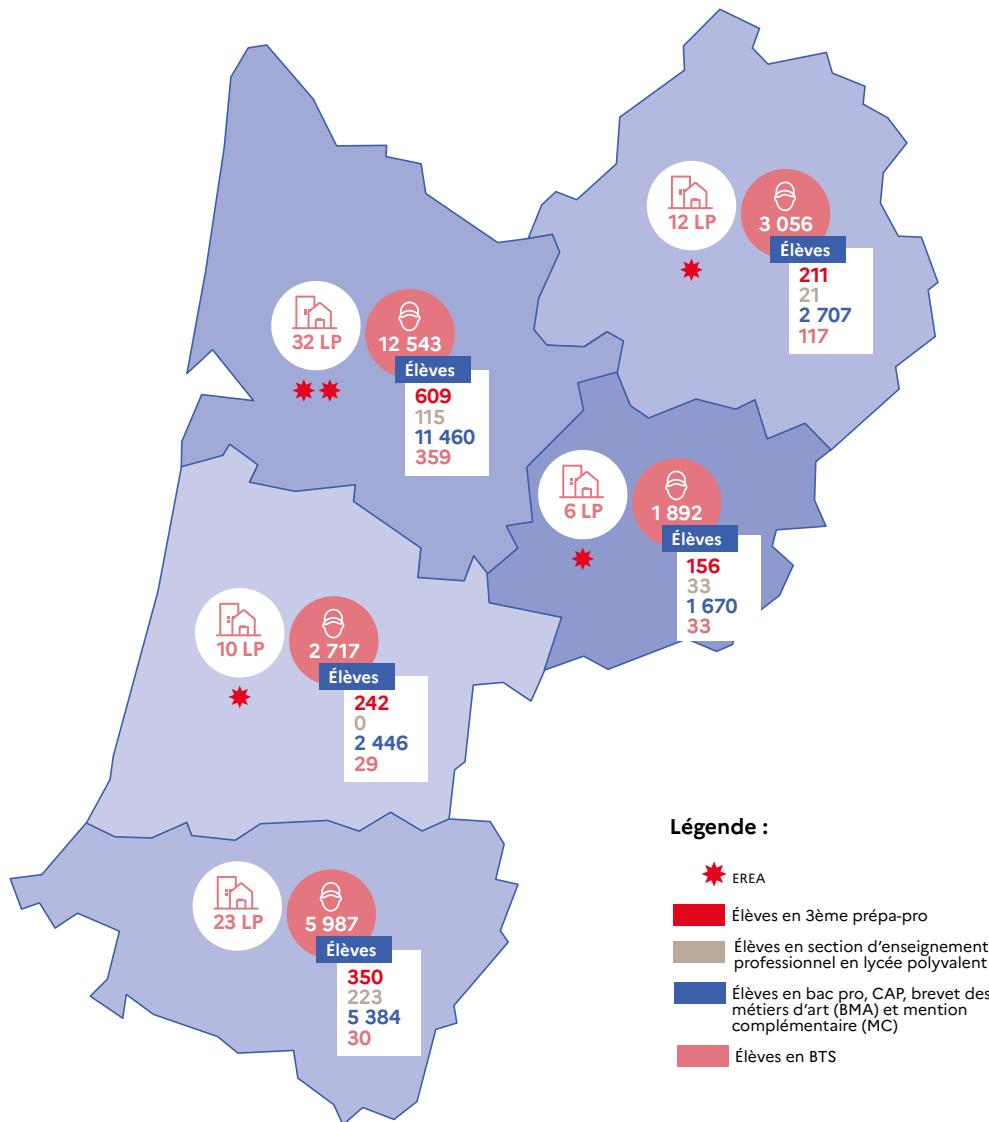 12 LP
3 056
Élèves
211
21
2 707
117
32 LP
12 543
Élèves
609
115
11 460
359
6 LP
1 892
Élèves
156
33
1 670
33
10 LP
2 717
Élèves
242
0
2 446
29
23 LP
5 987
Élèves
350
223
5 384
30
Légende :
EREA
Élèves en 3ème prépa-pro
Élèves en section d'enseignement
professionnel en lycée polyvalent
Élèves en bac pro, CAP, brevet des
métiers d'art (BMA) et mention
complémentaire (MC)
Élèves en BTS